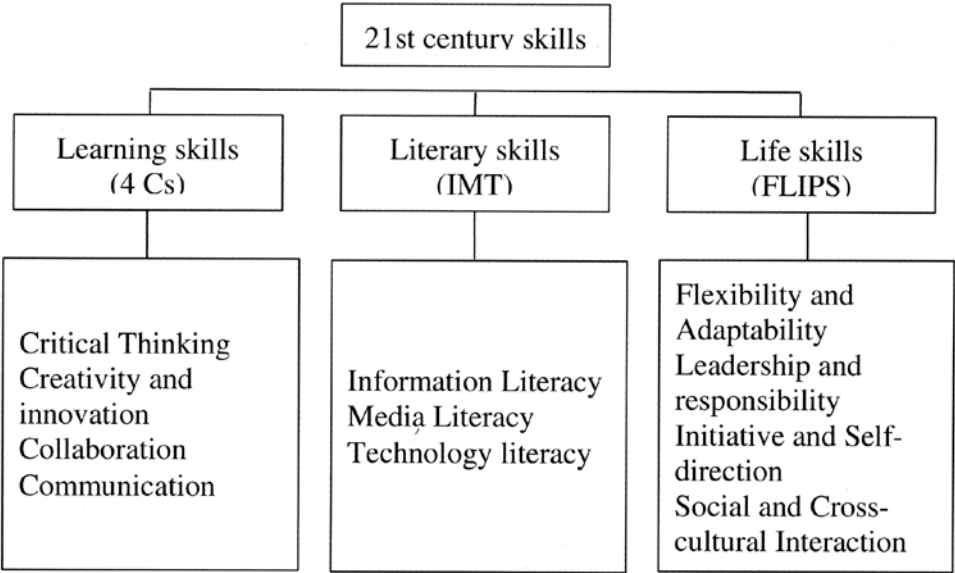 21st century skills
Learning skills
(4 Cs)
Literary skills
(IMT)
Life skills
(FLIPS)
Critical Thinking
Creativity and
innovation
Collaboration
Communication
Information Literacy
Media Literacy
Technology literacy
Flexibility and
Adaptability
Leadership and
responsibility
Initiative and Self-
direction
Social and Cross-
cultural Interaction